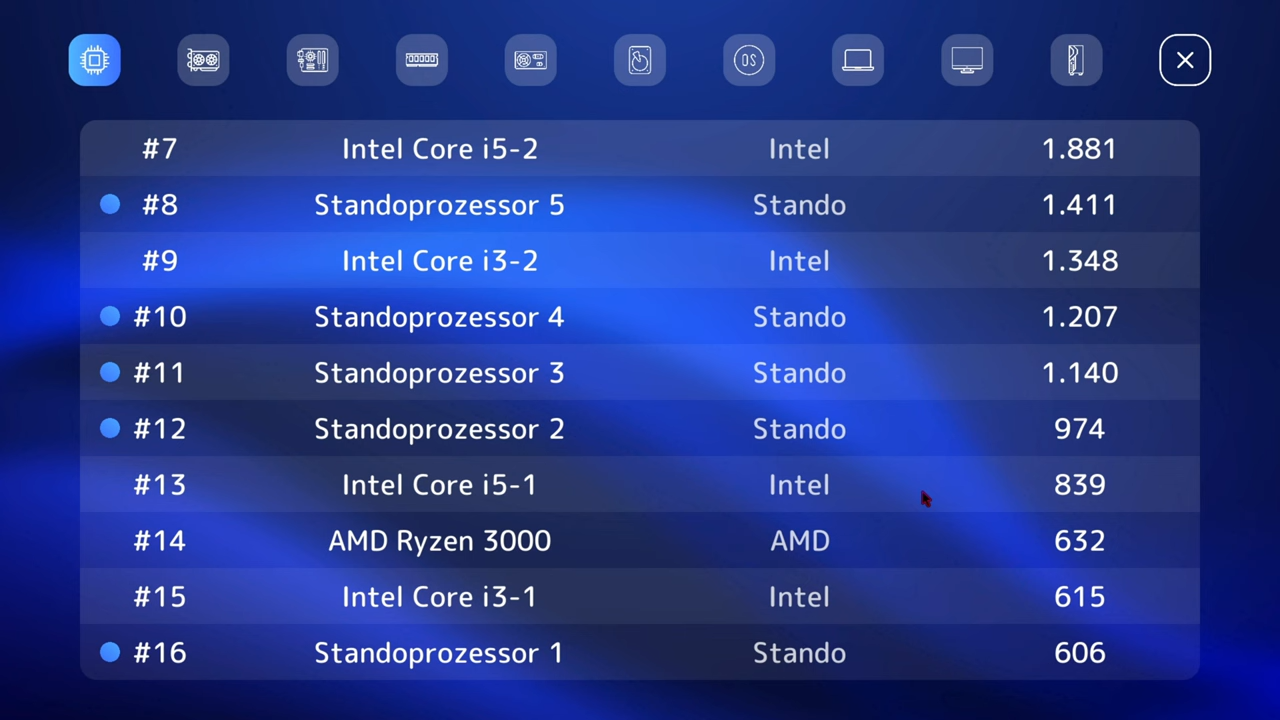 OS
#7 Intel Core i5-2 Intel 1.881
#8 Standoprozessor 5 Stando 1.411
#9 Intel Core i3-2 Intel 1.348
#10 Standoprozessor 4 Stando 1.207
#11 Standoprozessor 3 Stando 1.140
#12 Standoprozessor 2 Stando 974
#13 Intel Core i5-1 Intel 839
#14 AMD Ryzen 3000 AMD 632
#15 Intel Core i3-1 Intel 615
#16 Standoprozessor 1 Stando 606